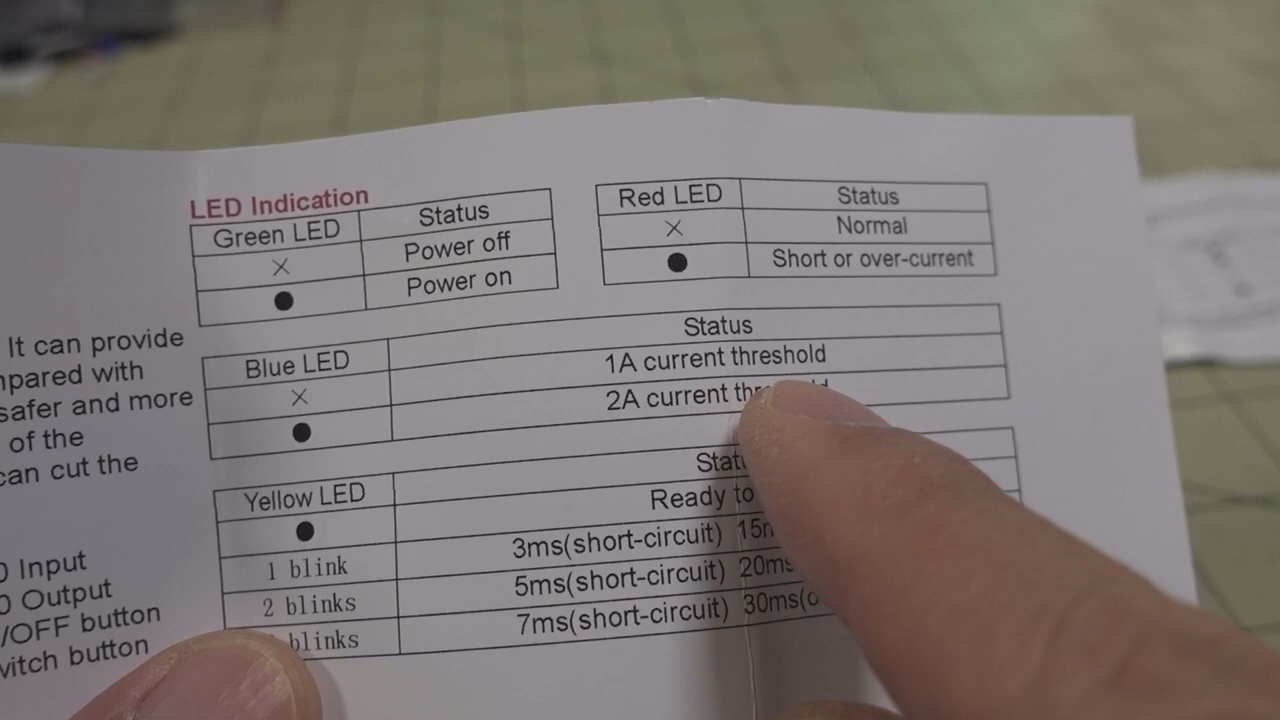 LED Indication
Green LED Status
× Power off
● Power on
Red LED Status
× Normal
● Short or over-current
Blue LED Status
× 1A current threshold
● 2A current
Yellow LED
● Ready to
1 blink 3ms(short-circuit)
2 blinks 5ms(short-circuit) 20ms
blinks 7ms(short-circuit) 30ms(o
It can provide
mpared with
safer and more
of the
can cut the
Input
Output
/OFF button
witch button